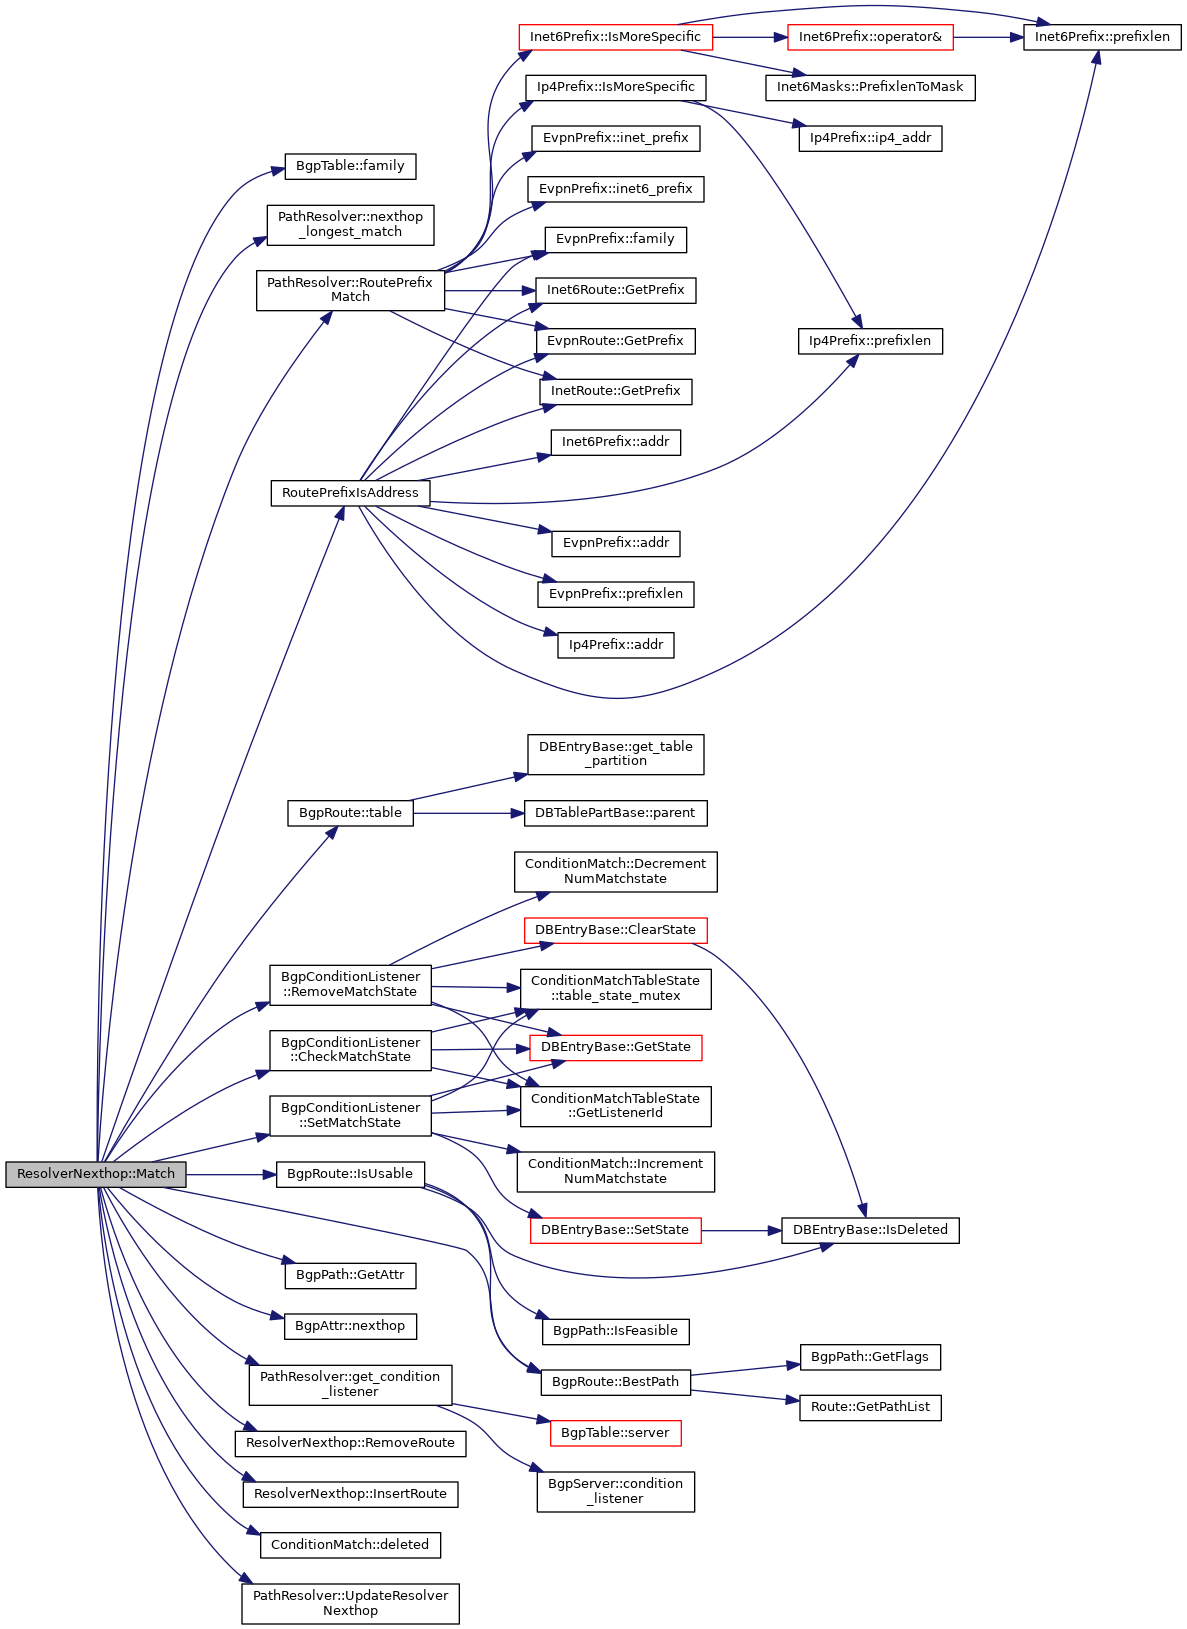 Inet6Prefix::IsMoreSpecific
Inet6Prefix::operator&
Inet6Prefix::prefixlen
Ip4Prefix::IsMoreSpecific
Inet6Masks::PrefixlenToMask
EvpnPrefix::inet_prefix
Ip4Prefix::ip4_addr
BgpTable::family
EvpnPrefix::inet6_prefix
PathResolver::nexthop
_longest_match
EvpnPrefix::family
PathResolver::RoutePrefix
Match
Inet6Route::GetPrefix
EvpnRoute::GetPrefix
Ip4Prefix::prefixlen
InetRoute::GetPrefix
Inet6Prefix::addr
RoutePrefixIsAddress
EvpnPrefix::addr
EvpnPrefix::prefixlen
Ip4Prefix::addr
DBEntryBase::get_table
_partition
BgpRoute::table
DBTablePartBase::parent
ConditionMatch::Decrement
NumMatchstate
DBEntryBase::ClearState
BgpConditionListener
::RemoveMatchState
ConditionMatchTableState
::table_state_mutex
BgpConditionListener
::CheckMatchState
DBEntryBase::GetState
BgpConditionListener
::SetMatchState
ConditionMatchTableState
::GetListenerId
ResolverNexthop::Match
BgpRoute::IsUsable
ConditionMatch::Increment
NumMatchstate
DBEntryBase::SetState
DBEntryBase::IsDeleted
BgpPath::GetAttr
BgpAttr::nexthop
BgpPath::IsFeasible
PathResolver::get_condition
_listener
BgpRoute::BestPath
BgpPath::GetFlags
Route::GetPathList
ResolverNexthop::RemoveRoute
BgpTable::server
ResolverNexthop::InsertRoute
BgpServer::condition
_listener
ConditionMatch::deleted
PathResolver::UpdateResolver
Nexthop